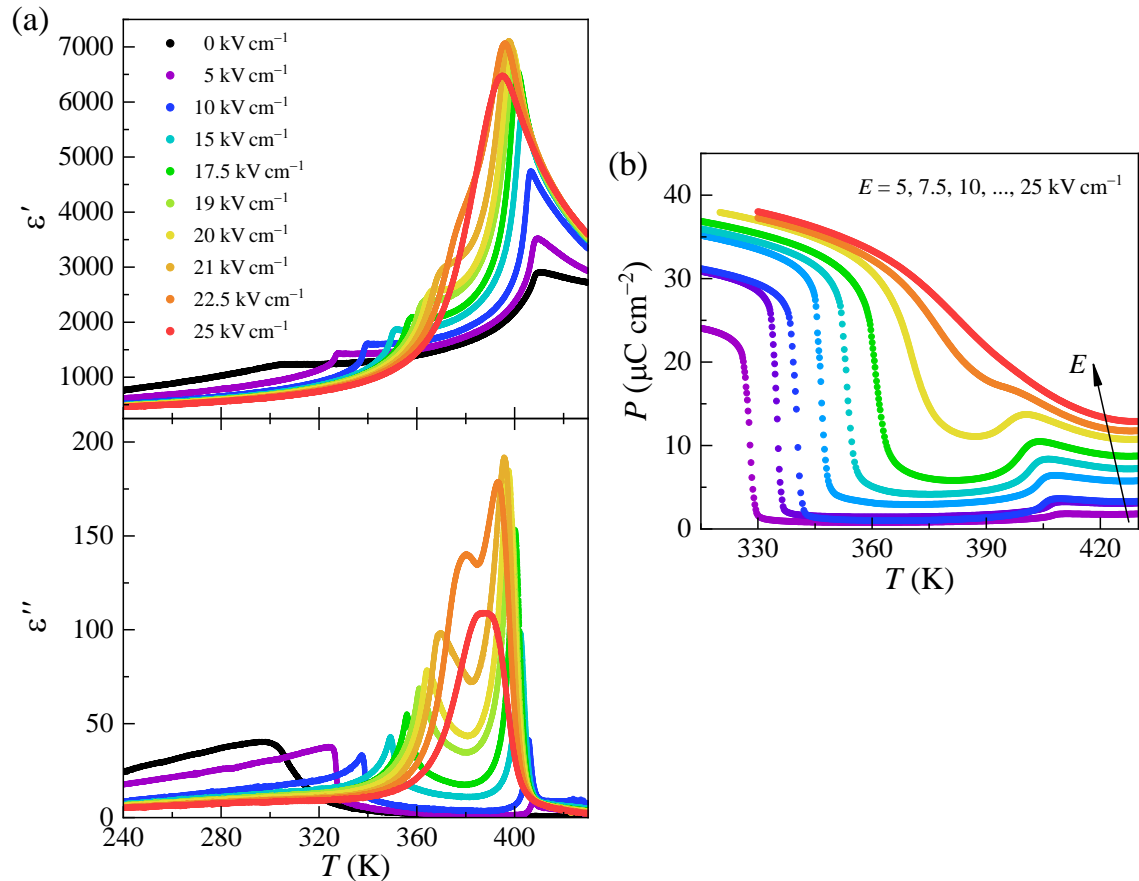 (a)
7000
6000
5000
4000
3000
2000
1000
ε′
0 kV cm⁻¹
5 kV cm⁻¹
10 kV cm⁻¹
15 kV cm⁻¹
17.5 kV cm⁻¹
19 kV cm⁻¹
20 kV cm⁻¹
21 kV cm⁻¹
22.5 kV cm⁻¹
25 kV cm⁻¹
200
150
100
50
0
ε′′
240 280 320 360 400
T (K)
(b)
E = 5, 7.5, 10, ..., 25 kV cm⁻¹
40
30
20
10
0
P (μC cm⁻²)
E
330 360 390 420
T (K)